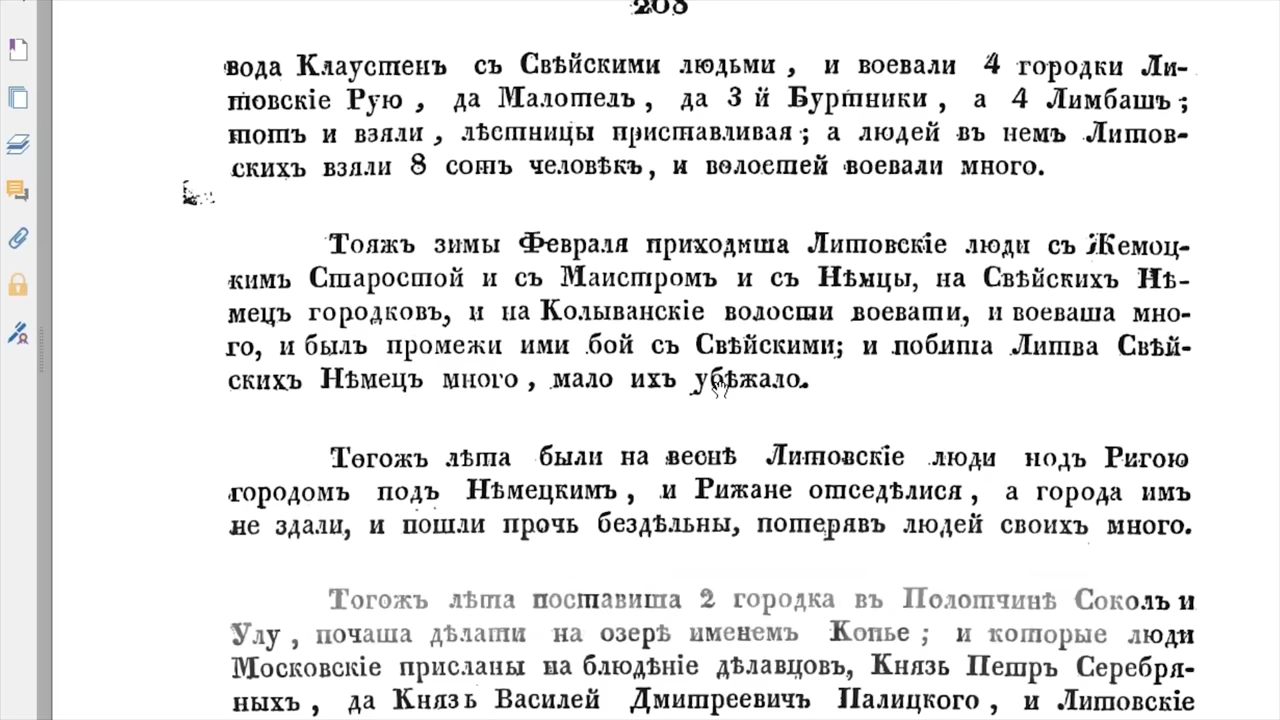 208
вода Клаустенъ съ Свѣйскими людьми, и воевали 4 городки Ли-
товскіе Рую, да Малотелъ, да 3 й Буртники, а 4 Лимбашъ;
тотъ и взяли, лѣстницы приставливая; а людей въ немъ Литов-
скихъ взяли 8 сотъ человѣкъ, и волостей воевали много.
Тояжъ зимы Февраля приходиша Литовскіе люди съ Жемоц-
кимъ Старостой и съ Маистромъ и съ Нѣмцы, на Свѣйскихъ Нѣ-
мецъ городковъ, и на Колыванскіе волости воевати, и воеваша мно-
го, и былъ промежи ими бой съ Свѣйскими; и побиша Литва Свѣй-
скихъ Нѣмецъ много, мало ихъ убѣжало.
Тогожъ лѣта были на веснѣ Литовскіе люди подъ Ригою
городомъ подъ Нѣмецкимъ, и Рижане отседѣлися, а города имъ
не здали, и пошли прочь бездѣльны, потерявъ людей своихъ много.
Тогожъ лѣта поставиша 2 городка въ Полотчинѣ Соколъ и
Улу, почаша дѣлати на озерѣ именемъ Копье; и которые люди
Московскіе присланы на блюдѣніе дѣлавцовъ, Князь Петръ Серебря-
ныхъ, да Князь Василей Дмитреевичъ Палицкого, и Литовскіе